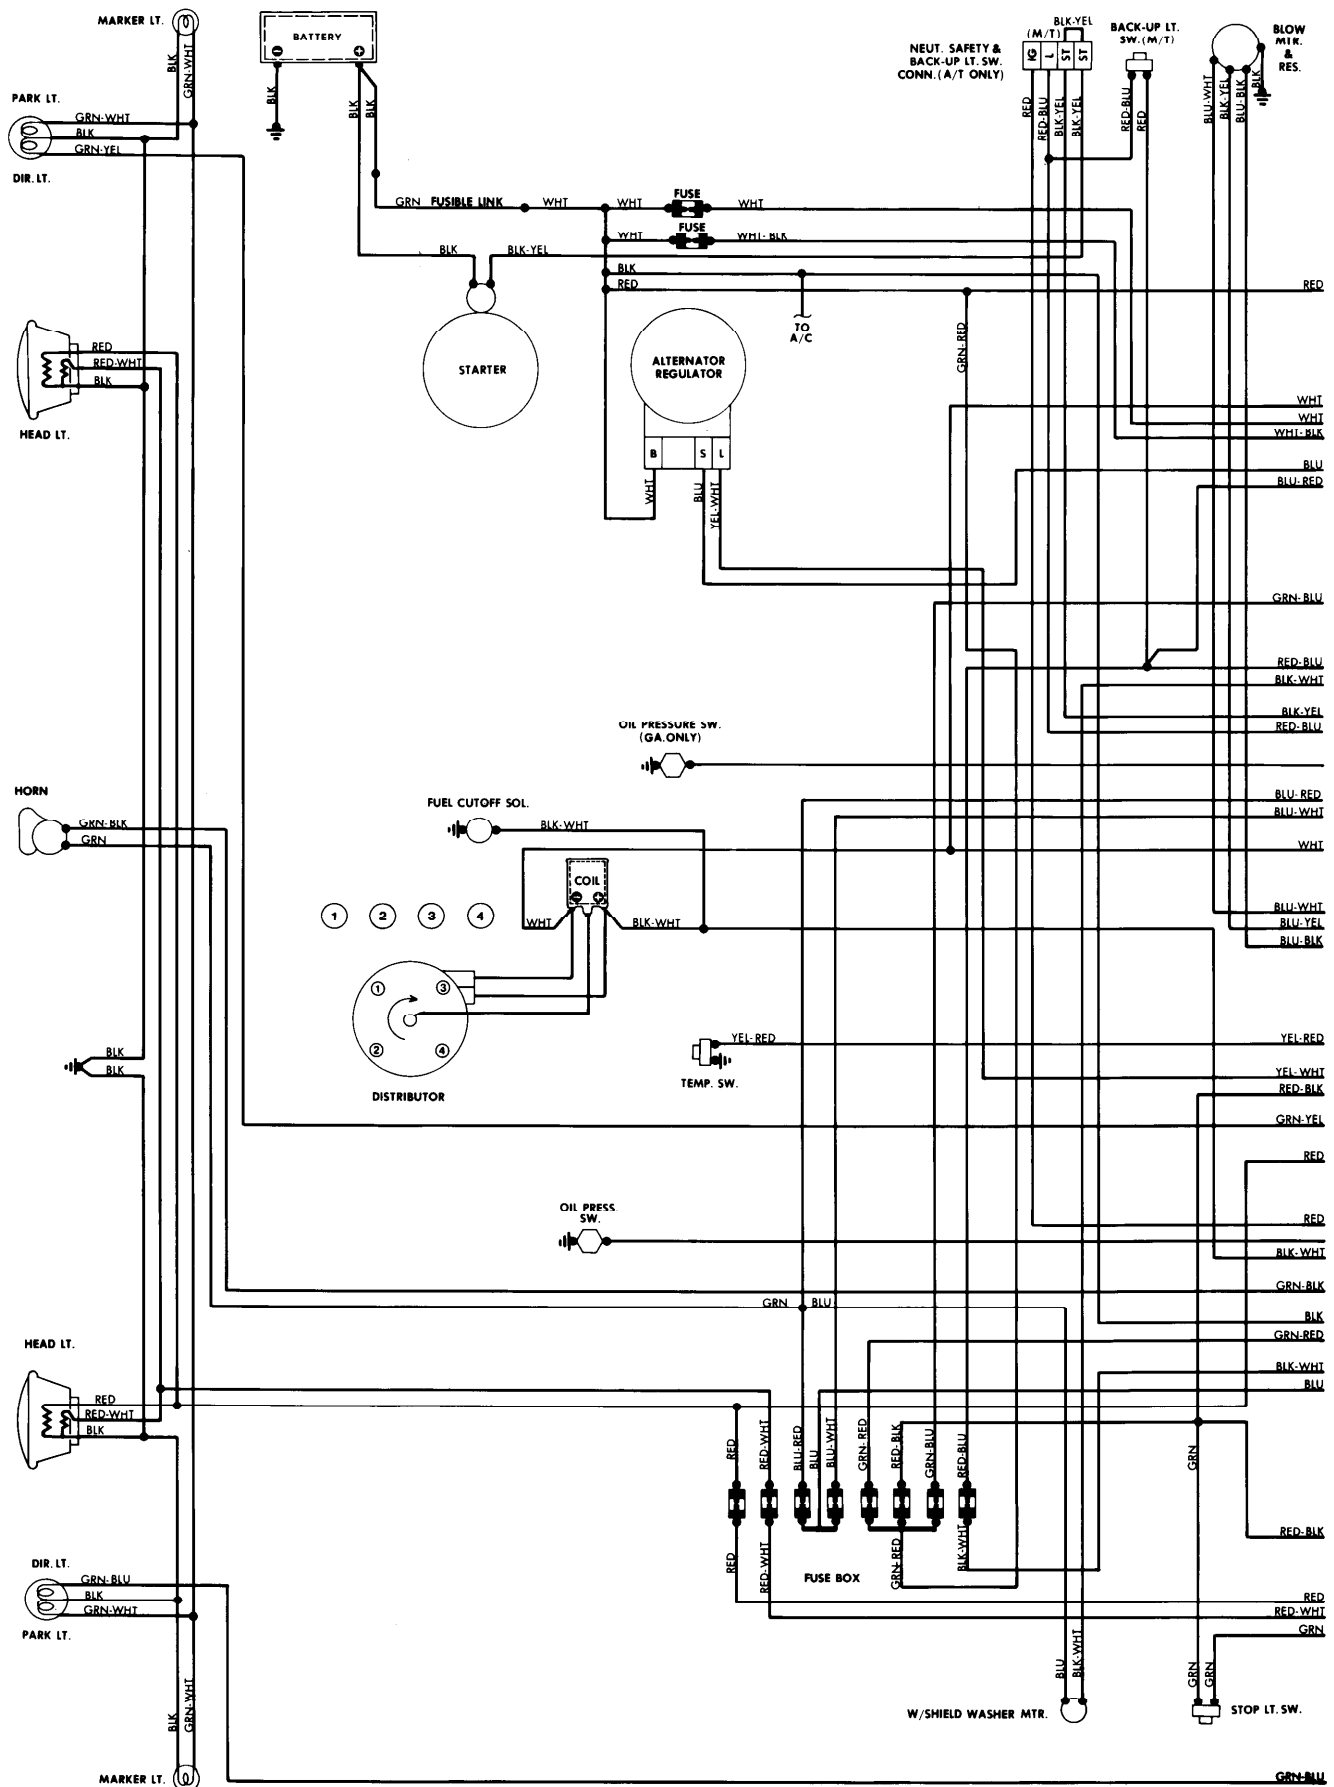 MARKER LT.
BATTERY
BLK
GRN-WHT
BLK
BLK
BLK
NEUT. SAFETY &
BACK-UP LT. SW.
CONN. (A/T ONLY)
(M/T)
BLK-YEL
IG
L
ST
ST
RED
RED-BLU
BLK-YEL
BLK-YEL
BACK-UP LT.
SW. (M/T)
RED-BLU
RED
BLOW
MTR.
&
RES.
BLU-WHT
BLK-YEL
BLU-BLK
BLK
PARK LT.
GRN-WHT
BLK
GRN-YEL
DIR. LT.
GRN FUSIBLE LINK
WHT
WHT
FUSE
WHT
WHT
FUSE
WHT-BLK
BLK
BLK-YEL
BLK
RED
RED
TO
A/C
GRN-RED
STARTER
ALTERNATOR
REGULATOR
B
S
L
WHT
BLU
YEL-WHT
RED
RED-WHT
BLK
HEAD LT.
WHT
WHT
WHT-BLK
BLU
BLU-RED
GRN-BLU
RED-BLU
BLK-WHT
BLK-YEL
RED-BLU
OIL PRESSURE SW.
(GA. ONLY)
HORN
GRN-BLK
GRN
FUEL CUTOFF SOL.
BLK-WHT
BLU-RED
BLU-WHT
WHT
COIL
WHT
BLK-WHT
1
2
3
4
BLU-WHT
BLU-YEL
BLU-BLK
1
3
2
4
DISTRIBUTOR
BLK
BLK
YEL-RED
TEMP. SW.
YEL-RED
YEL-WHT
RED-BLK
GRN-YEL
RED
OIL PRESS.
SW.
RED
BLK-WHT
GRN-BLK
GRN
BLU
BLK
GRN-RED
BLK-WHT
BLU
HEAD LT.
RED
RED-WHT
BLK
RED
RED-WHT
BLU-RED
BLU
BLU-WHT
GRN-RED
RED-BLK
GRN-BLU
RED-BLU
GRN
RED-BLK
RED
RED-WHT
FUSE BOX
GRN-RED
BLK-WHT
DIR. LT.
GRN-BLU
BLK
GRN-WHT
PARK LT.
RED
RED-WHT
GRN
BLU
BLK-WHT
GRN
GRN
W/SHIELD WASHER MTR.
STOP LT. SW.
BLK
GRN-WHT
MARKER LT.
GRN-BLU